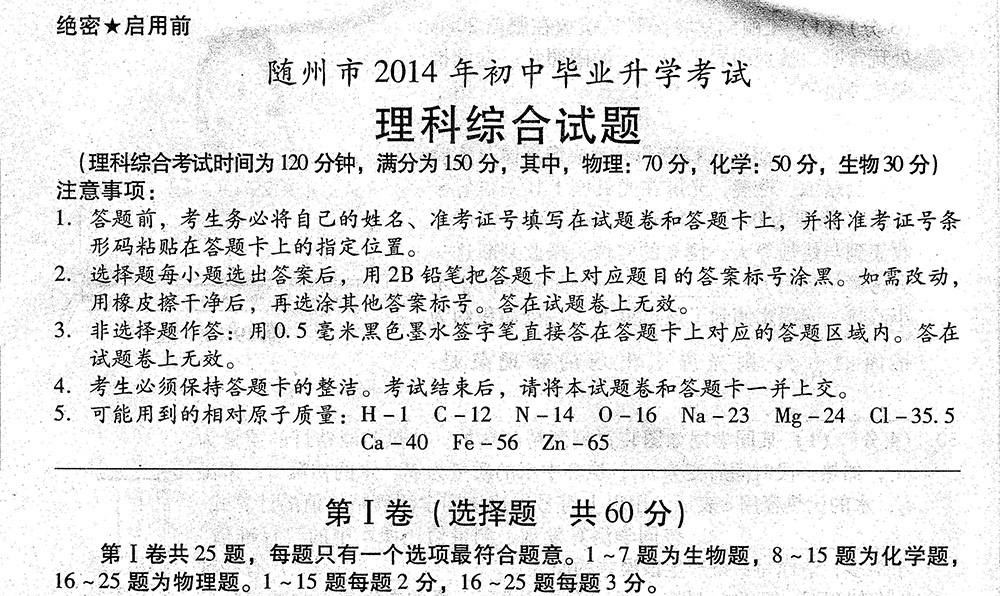 绝密★启用前
随州市2014年初中毕业升学考试
理科综合试题
(理科综合考试时间为120分钟，满分为150分，其中，物理：70分，化学：50分，生物30分)
注意事项：
1. 答题前，考生务必将自己的姓名、准考证号填写在试题卷和答题卡上，并将准考证号条
形码粘贴在答题卡上的指定位置。
2. 选择题每小题选出答案后，用2B铅笔把答题卡上对应题目的答案标号涂黑。如需改动，
用橡皮擦干净后，再选涂其他答案标号。答在试题卷上无效。
3. 非选择题作答：用0.5毫米黑色墨水签字笔直接答在答题卡上对应的答题区域内。答在
试题卷上无效。
4. 考生必须保持答题卡的整洁。考试结束后，请将本试题卷和答题卡一并上交。
5. 可能用到的相对原子质量：H-1 C-12 N-14 O-16 Na-23 Mg-24 Cl-35.5
Ca-40 Fe-56 Zn-65
第Ⅰ卷(选择题 共60分)
第Ⅰ卷共25题，每题只有一个选项最符合题意。1~7题为生物题，8~15题为化学题，
16~25题为物理题。1~15题每题2分，16~25题每题3分。